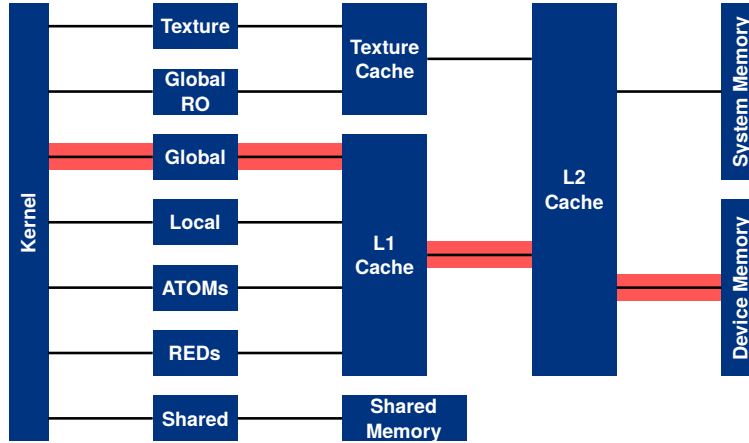 Kernel
Texture
Global
RO
Global
Local
ATOMs
REDs
Shared
Texture
Cache
L1
Cache
Shared
Memory
L2
Cache
System Memory
Device Memory